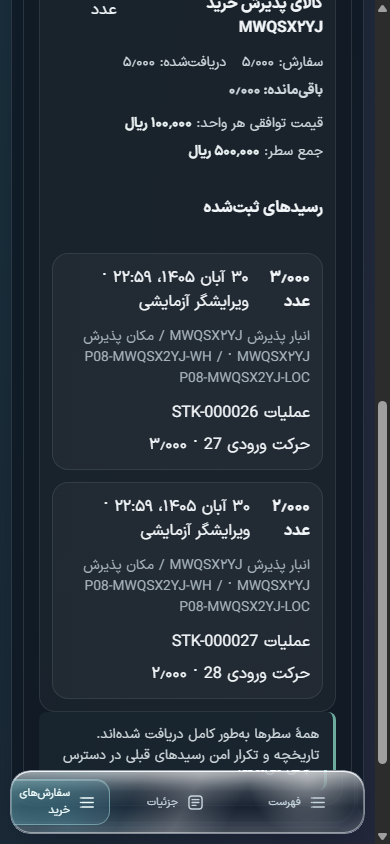 کالای پذیرش خرید
MWQSX۲YJ
عدد
سفارش: ۵٫۰۰۰ دریافت‌شده: ۵٫۰۰۰
باقی‌مانده: ۰٫۰۰۰
قیمت توافقی هر واحد: ۱۰۰٬۰۰۰ ریال
جمع سطر: ۵۰۰٬۰۰۰ ریال
رسیدهای ثبت‌شده
۳٫۰۰۰
عدد
۳۰ آبان ۱۴۰۵، ۲۲:۵۹ ·
ویرایشگر آزمایشی
انبار پذیرش MWQSX۲YJ / مکان پذیرش
MWQSX۲YJ · P08-MWQSX2YJ-WH /
P08-MWQSX2YJ-LOC
عملیات STK-000026
حرکت ورودی 27 · ۳٫۰۰۰
۲٫۰۰۰
عدد
۳۰ آبان ۱۴۰۵، ۲۲:۵۹ ·
ویرایشگر آزمایشی
انبار پذیرش MWQSX۲YJ / مکان پذیرش
MWQSX۲YJ · P08-MWQSX2YJ-WH /
P08-MWQSX2YJ-LOC
عملیات STK-000027
حرکت ورودی 28 · ۲٫۰۰۰
همهٔ سطرها به‌طور کامل دریافت شده‌اند.
تاریخچه و تکرار امن رسیدهای قبلی در دسترس
فهرست
جزئیات
سفارش‌های
خرید